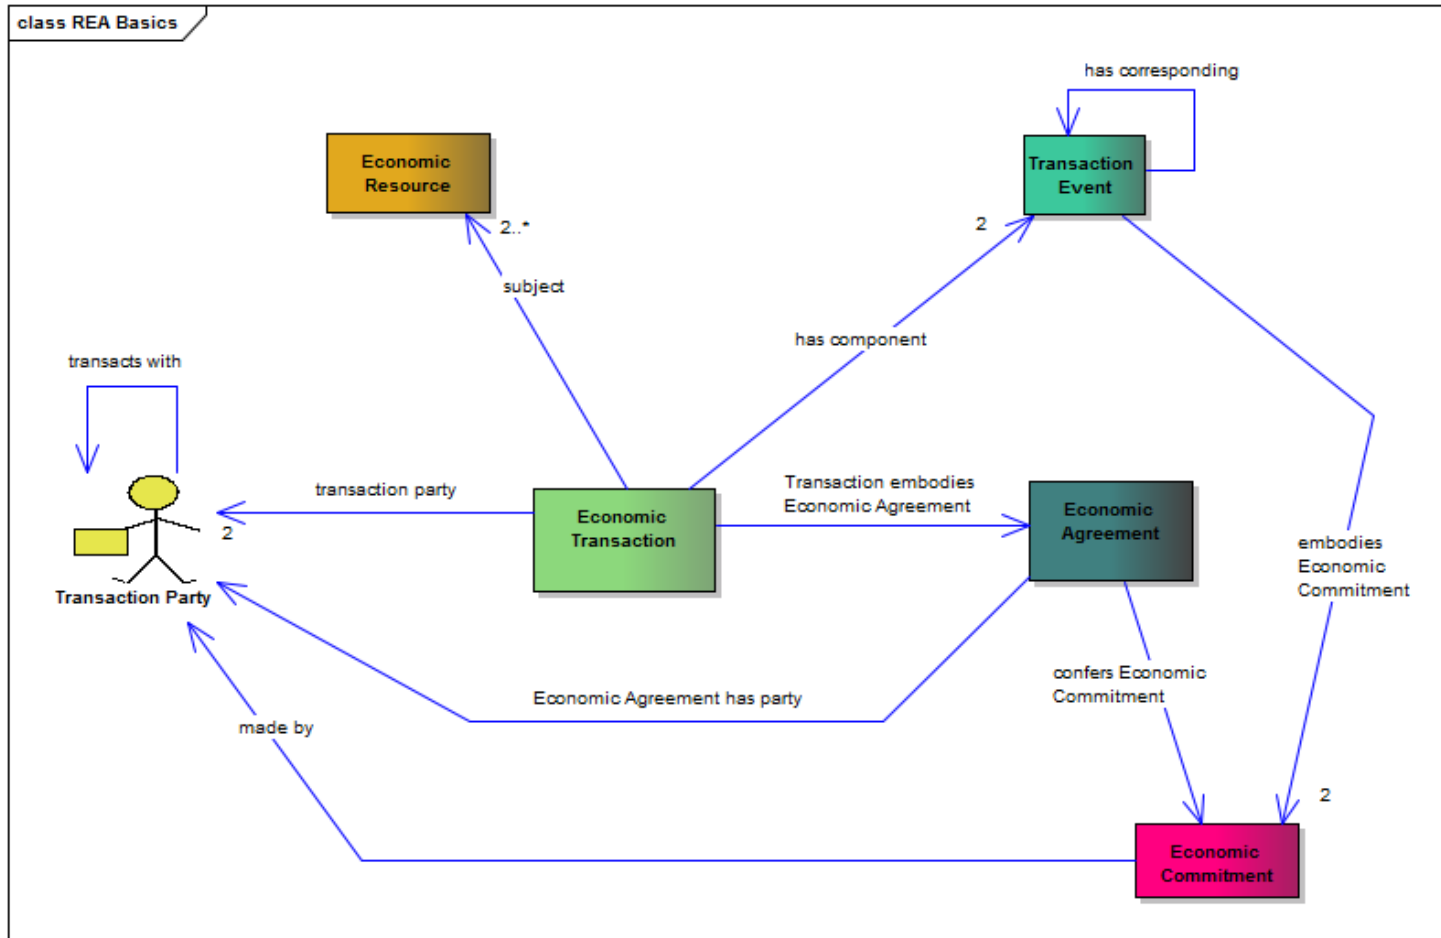 class REA Basics
has corresponding
Economic
Resource
Transaction
Event
2..*
2
subject
has component
transacts with
transaction party
2
Economic
Transaction
Transaction embodies
Economic Agreement
Economic
Agreement
embodies
Economic
Commitment
Transaction Party
confers Economic
Commitment
Economic Agreement has party
made by
2
Economic
Commitment